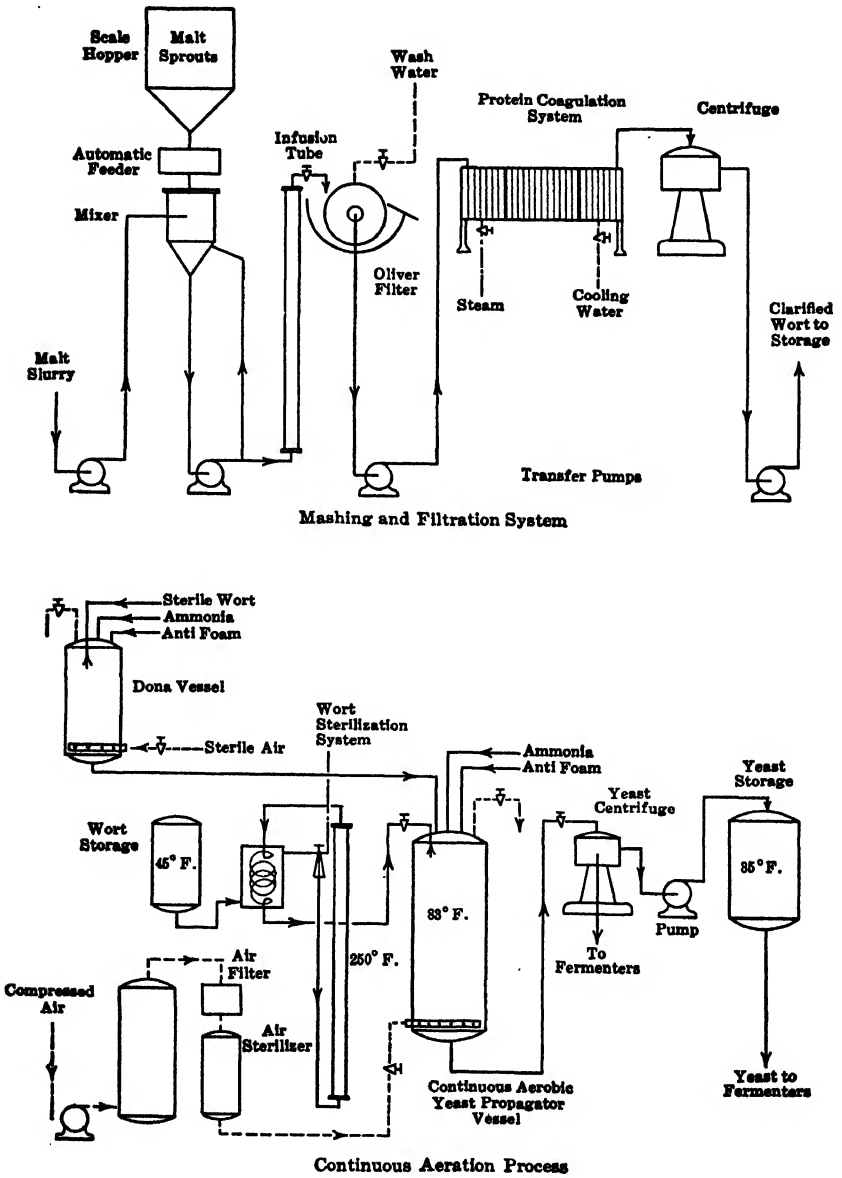 Scale
Hopper
Malt
Sprouts
Wash
Water
Protein Coagulation
System
Centrifuge
Infusion
Tube
Automatic
Feeder
Mixer
Oliver
Filter
Steam
Cooling
Water
Clarified
Wort to
Storage
Malt
Slurry
Transfer Pumps
Mashing and Filtration System
Sterile Wort
Ammonia
Anti Foam
Dona Vessel
Wort
Sterilization
System
Sterile Air
Ammonia
Anti Foam
Yeast
Storage
Yeast
Centrifuge
Wort
Storage
45° F.
83° F.
35° F.
Pump
To
Fermenters
250° F.
Air
Filter
Compressed
Air
Air
Sterilizer
Continuous Aerobic
Yeast Propagator
Vessel
Yeast to
Fermenters
Continuous Aeration Process